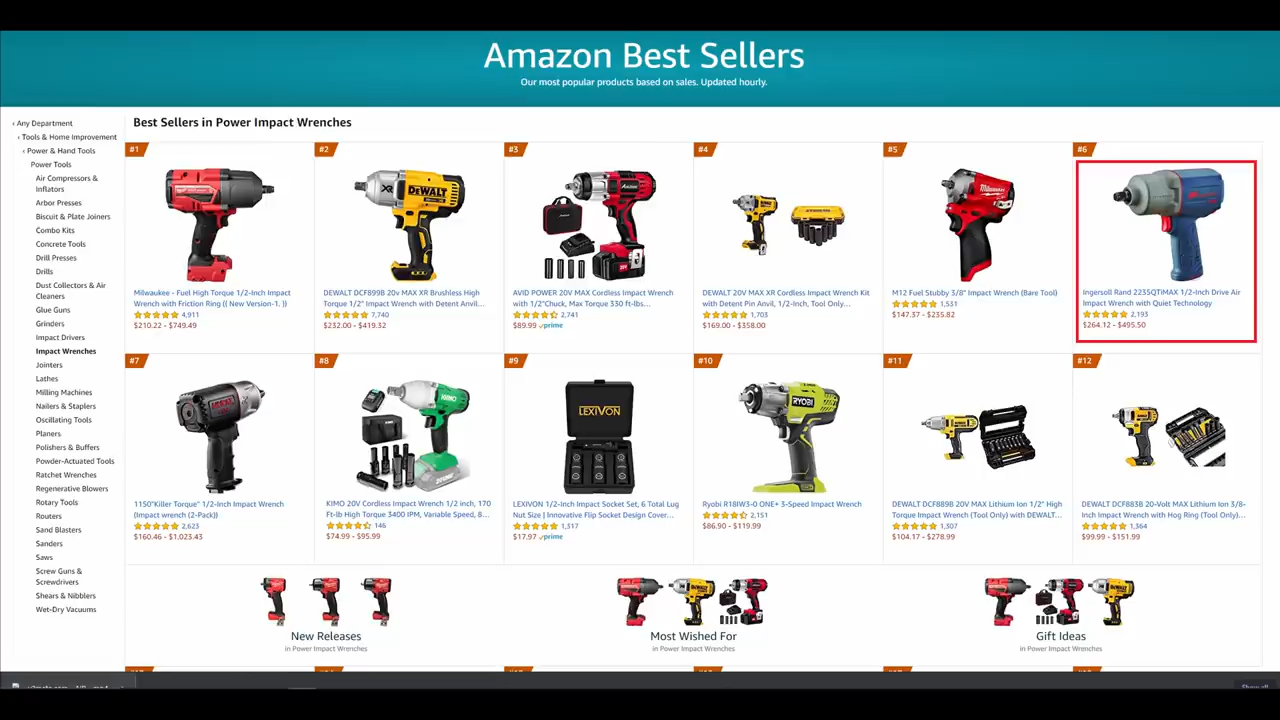 Amazon Best Sellers
Our most popular products based on sales. Updated hourly.
‹ Any Department
‹ Tools & Home Improvement
‹ Power & Hand Tools
Power Tools
Air Compressors &
Inflators
Arbor Presses
Biscuit & Plate Joiners
Combo Kits
Concrete Tools
Drill Presses
Drills
Dust Collectors & Air
Cleaners
Glue Guns
Grinders
Impact Drivers
Impact Wrenches
Jointers
Lathes
Milling Machines
Nailers & Staplers
Oscillating Tools
Planers
Polishers & Buffers
Powder-Actuated Tools
Ratchet Wrenches
Regenerative Blowers
Rotary Tools
Routers
Sand Blasters
Sanders
Saws
Screw Guns &
Screwdrivers
Shears & Nibblers
Wet-Dry Vacuums
Best Sellers in Power Impact Wrenches
#1
Milwaukee - Fuel High Torque 1/2-Inch Impact
Wrench with Friction Ring (( New Version-1. ))
4,911
$210.22 - $749.49
#2
DEWALT DCF899B 20v MAX XR Brushless High
Torque 1/2" Impact Wrench with Detent Anvil...
7,740
$232.00 - $419.32
#3
AVID POWER 20V MAX Cordless Impact Wrench
with 1/2"Chuck, Max Torque 330 ft-lbs...
2,741
$89.99 prime
#4
DEWALT 20V MAX XR Cordless Impact Wrench Kit
with Detent Pin Anvil, 1/2-Inch, Tool Only...
1,703
$169.00 - $358.00
#5
M12 Fuel Stubby 3/8" Impact Wrench (Bare Tool)
1,531
$147.37 - $235.82
#6
Ingersoll Rand 2235QTiMAX 1/2-Inch Drive Air
Impact Wrench with Quiet Technology
2,193
$264.12 - $495.50
#7
1150"Killer Torque" 1/2-Inch Impact Wrench
(Impact wrench (2-Pack))
2,623
$160.46 - $1,023.43
#8
KIMO 20V Cordless Impact Wrench 1/2 inch, 170
Ft-lb High Torque 3400 IPM, Variable Speed, 8...
146
$74.99 - $95.99
#9
LEXIVON
LEXIVON 1/2-Inch Impact Socket Set, 6 Total Lug
Nut Size | Innovative Flip Socket Design Cover...
1,317
$17.97 prime
#10
RYOBI
Ryobi R18IW3-0 ONE+ 3-Speed Impact Wrench
2,151
$86.90 - $119.99
#11
DEWALT DCF889B 20V MAX Lithium Ion 1/2" High
Torque Impact Wrench (Tool Only) with DEWALT...
1,307
$104.17 - $278.99
#12
DEWALT DCF883B 20-Volt MAX Lithium Ion 3/8-
Inch Impact Wrench with Hog Ring (Tool Only)...
1,364
$99.99 - $151.99
New Releases
in Power Impact Wrenches
Most Wished For
in Power Impact Wrenches
Gift Ideas
in Power Impact Wrenches